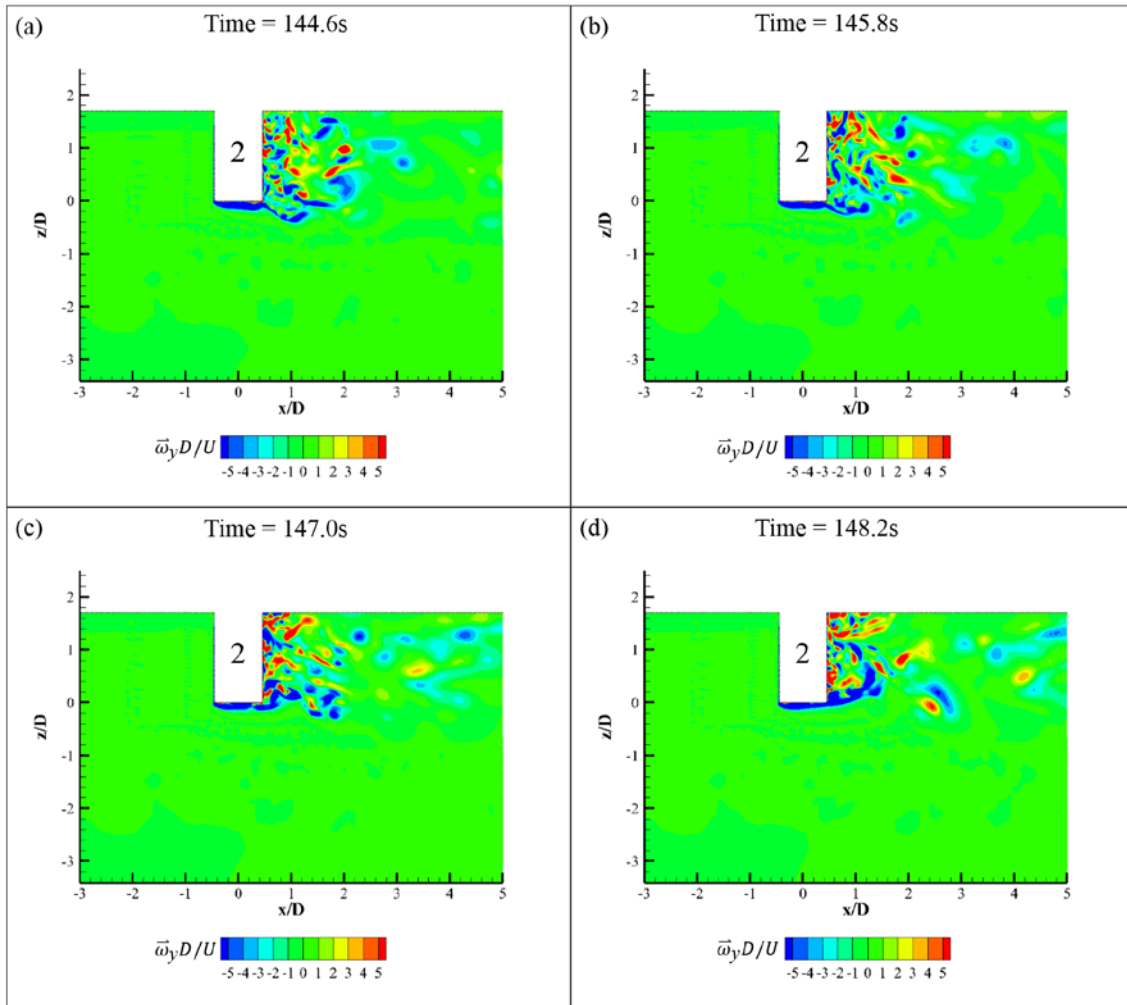 (a)
Time = 144.6s
2
1
0
-1
-2
-3
z/D
2
-3 -2 -1 0 1 2 3 4 5
x/D
ω⃗yD/U
-5 -4 -3 -2 -1 0 1 2 3 4 5
(b)
Time = 145.8s
2
1
0
-1
-2
-3
z/D
2
-3 -2 -1 0 1 2 3 4 5
x/D
ω⃗yD/U
-5 -4 -3 -2 -1 0 1 2 3 4 5
(c)
Time = 147.0s
2
1
0
-1
-2
-3
z/D
2
-3 -2 -1 0 1 2 3 4 5
x/D
ω⃗yD/U
-5 -4 -3 -2 -1 0 1 2 3 4 5
(d)
Time = 148.2s
2
1
0
-1
-2
-3
z/D
2
-3 -2 -1 0 1 2 3 4 5
x/D
ω⃗yD/U
-5 -4 -3 -2 -1 0 1 2 3 4 5